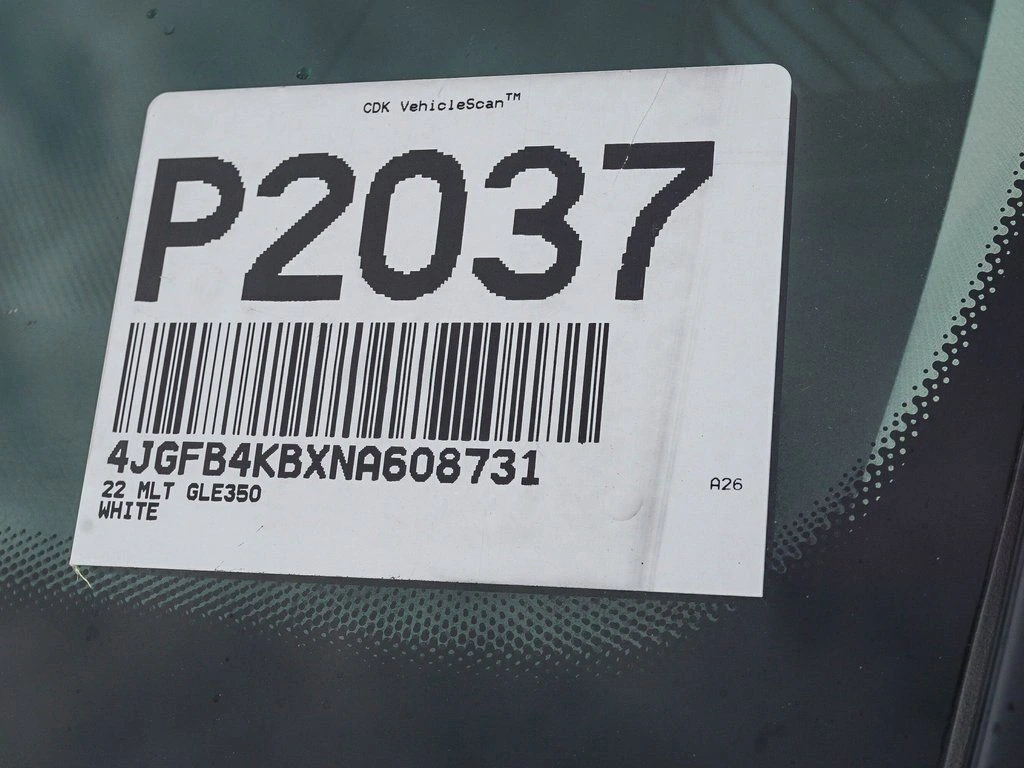 CDK VehicleScan™
P2037
4JGFB4KBXNA608731
22 MLT GLE350
WHITE
A26